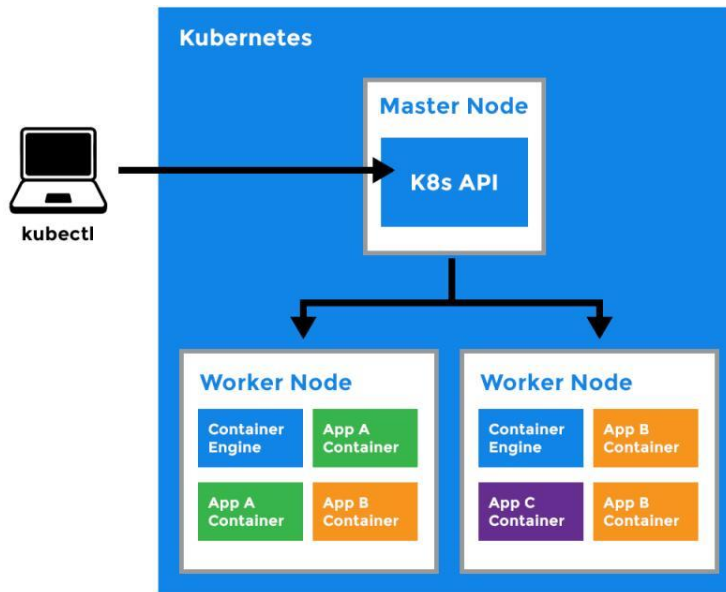 Kubernetes
Master Node
K8s API
kubectl
Worker Node
Container
Engine
App A
Container
App A
Container
App B
Container
Worker Node
Container
Engine
App B
Container
App C
Container
App B
Container